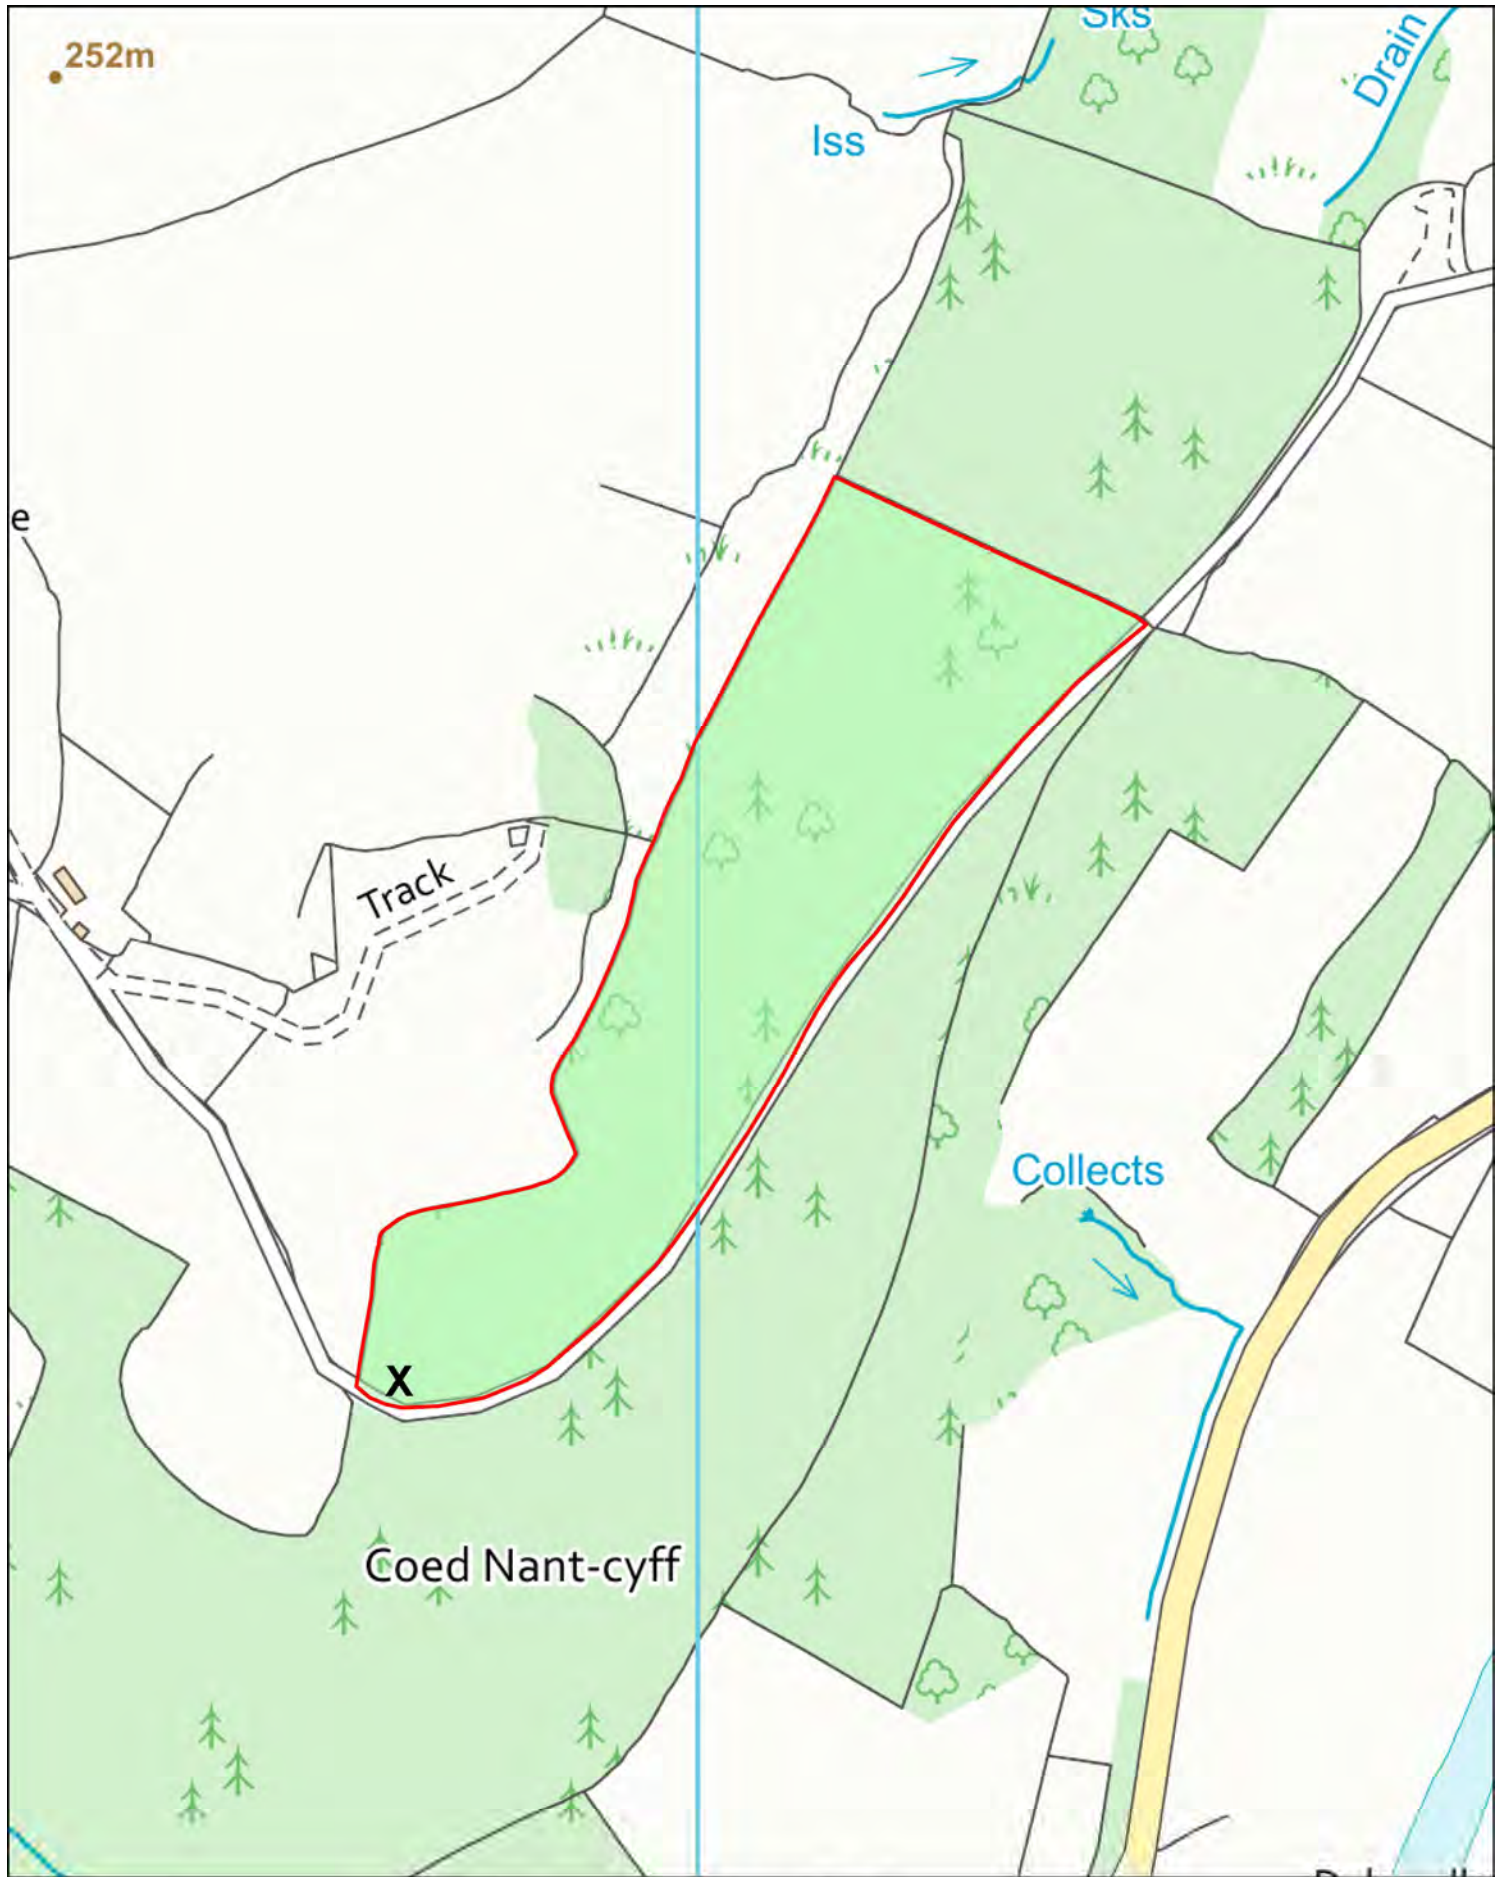 Sks
252m
Drain
Iss
e
Track
Collects
X
Coed Nant-cyff